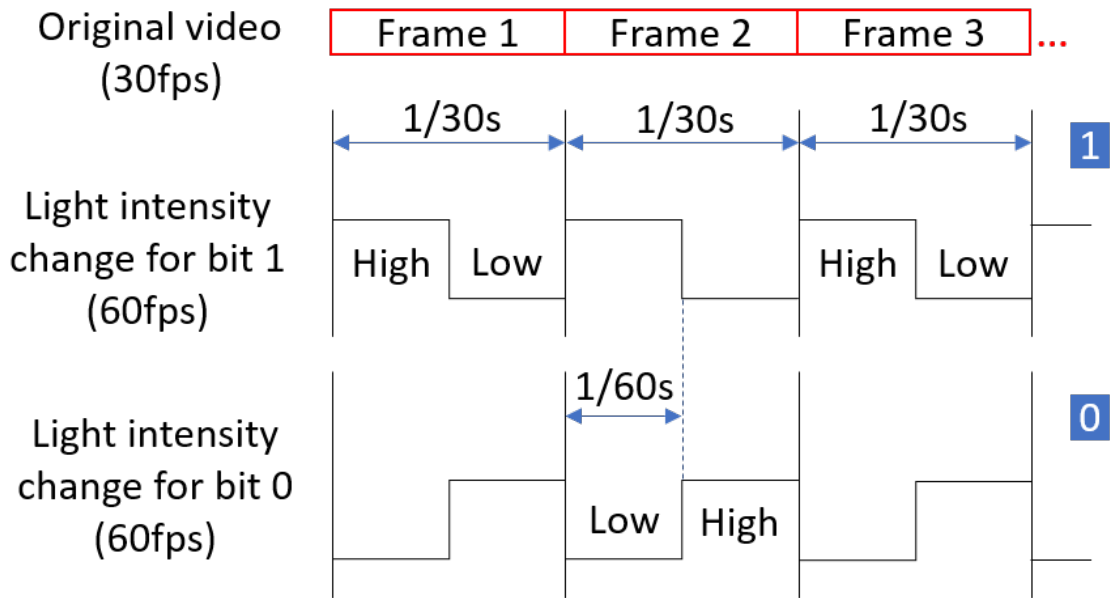 Original video
(30fps)
Frame 1 Frame 2 Frame 3 ...
1/30s 1/30s 1/30s
1
Light intensity
change for bit 1
(60fps)
High Low High Low
1/60s
0
Light intensity
change for bit 0
(60fps)
Low High